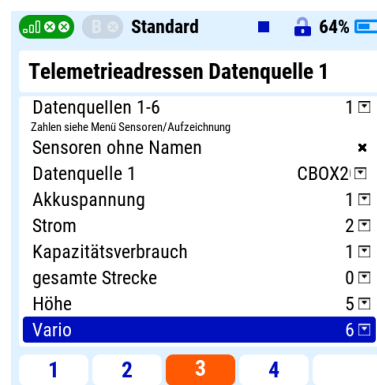 B Standard 64%
Telemetrieadressen Datenquelle 1
Datenquellen 1-6 1
Zahlen siehe Menü Sensoren/Aufzeichnung
Sensoren ohne Namen
Datenquelle 1 CBOX2
Akkuspannung 1
Strom 2
Kapazitätsverbrauch 1
gesamte Strecke 0
Höhe 5
Vario 6
1 2 3 4